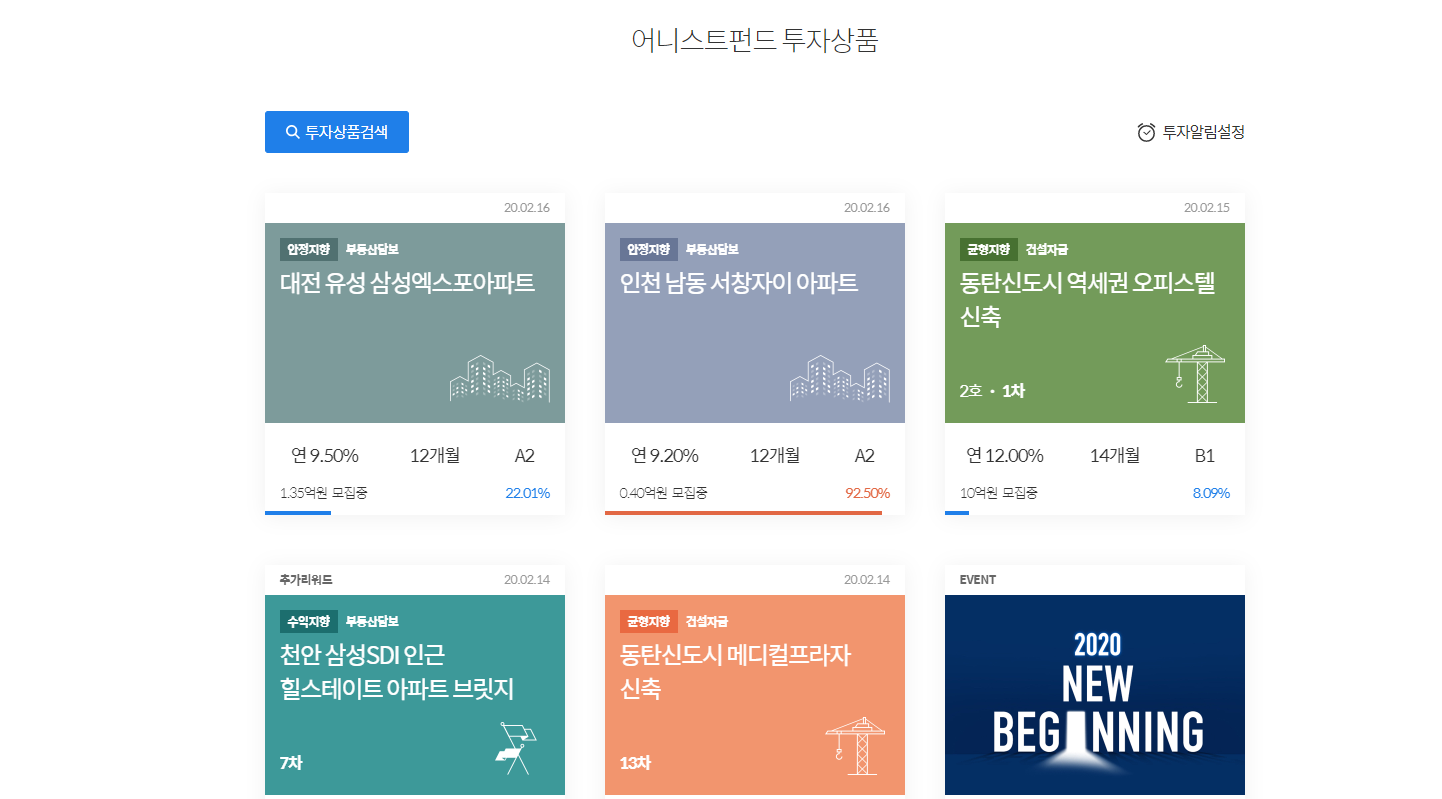 어니스트펀드 투자상품
투자상품검색
투자알림설정
20.02.16
안정지향 부동산담보
대전 유성 삼성엑스포아파트
연 9.50% 12개월 A2
1.35억원 모집중 22.01%
20.02.16
안정지향 부동산담보
인천 남동 서창자이 아파트
연 9.20% 12개월 A2
0.40억원 모집중 92.50%
20.02.15
균형지향 건설자금
동탄신도시 역세권 오피스텔
신축
2호 • 1차
연 12.00% 14개월 B1
10억원 모집중 8.09%
추가리워드 20.02.14
수익지향 부동산담보
천안 삼성SDI 인근
힐스테이트 아파트 브릿지
7차
20.02.14
균형지향 건설자금
동탄신도시 메디컬프라자
신축
13차
EVENT
2020
NEW
BEGINNING